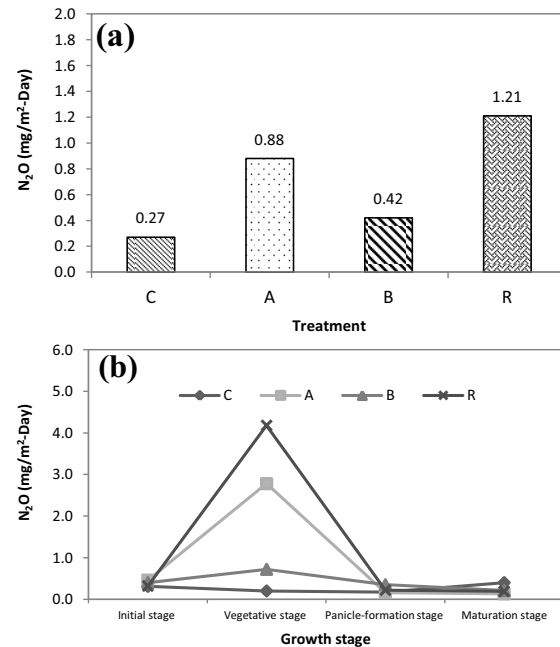 (a)
N₂O (mg/m²-Day)
2.0
1.8
1.6
1.4
1.2
1.0
0.8
0.6
0.4
0.2
0.0
0.27
0.88
0.42
1.21
C A B R
Treatment
(b)
N₂O (mg/m²-Day)
6.0
5.0
4.0
3.0
2.0
1.0
0.0
C A B R
Initial stage Vegetative stage Panicle-formation stage Maturation stage
Growth stage